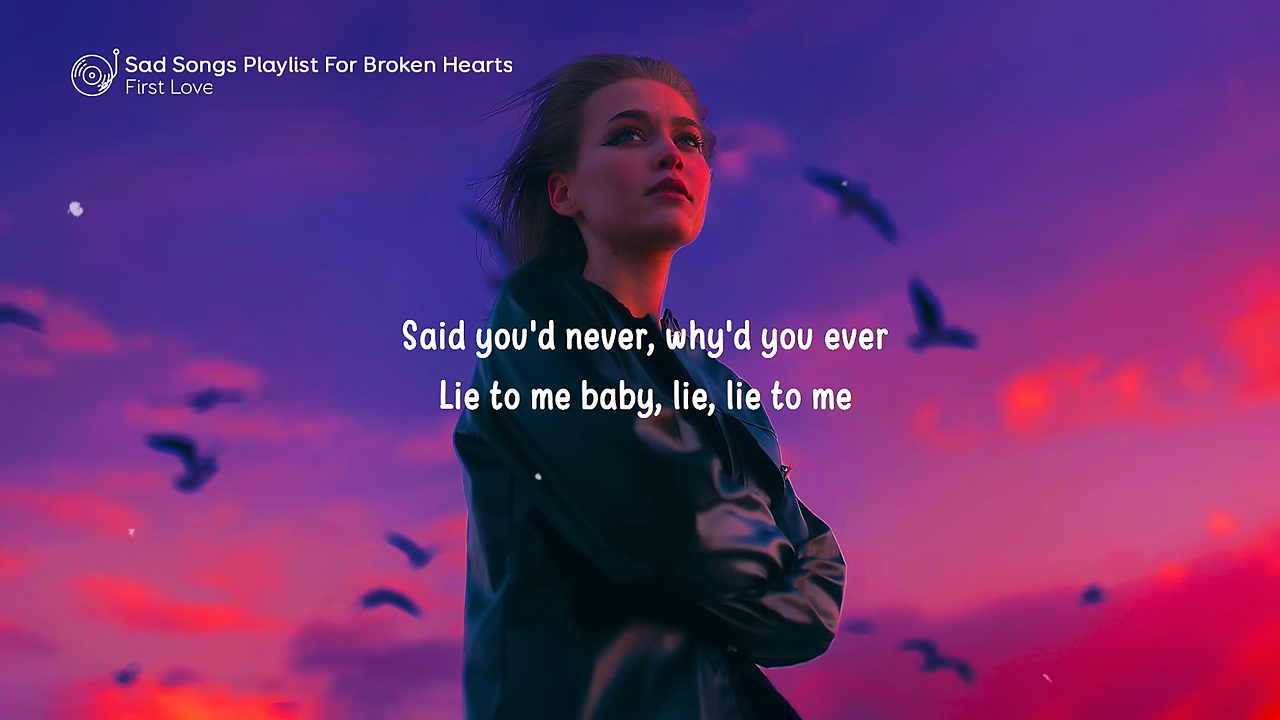 Sad Songs Playlist For Broken Hearts
First Love
Said you'd never, why'd you ever
Lie to me baby, lie, lie to me